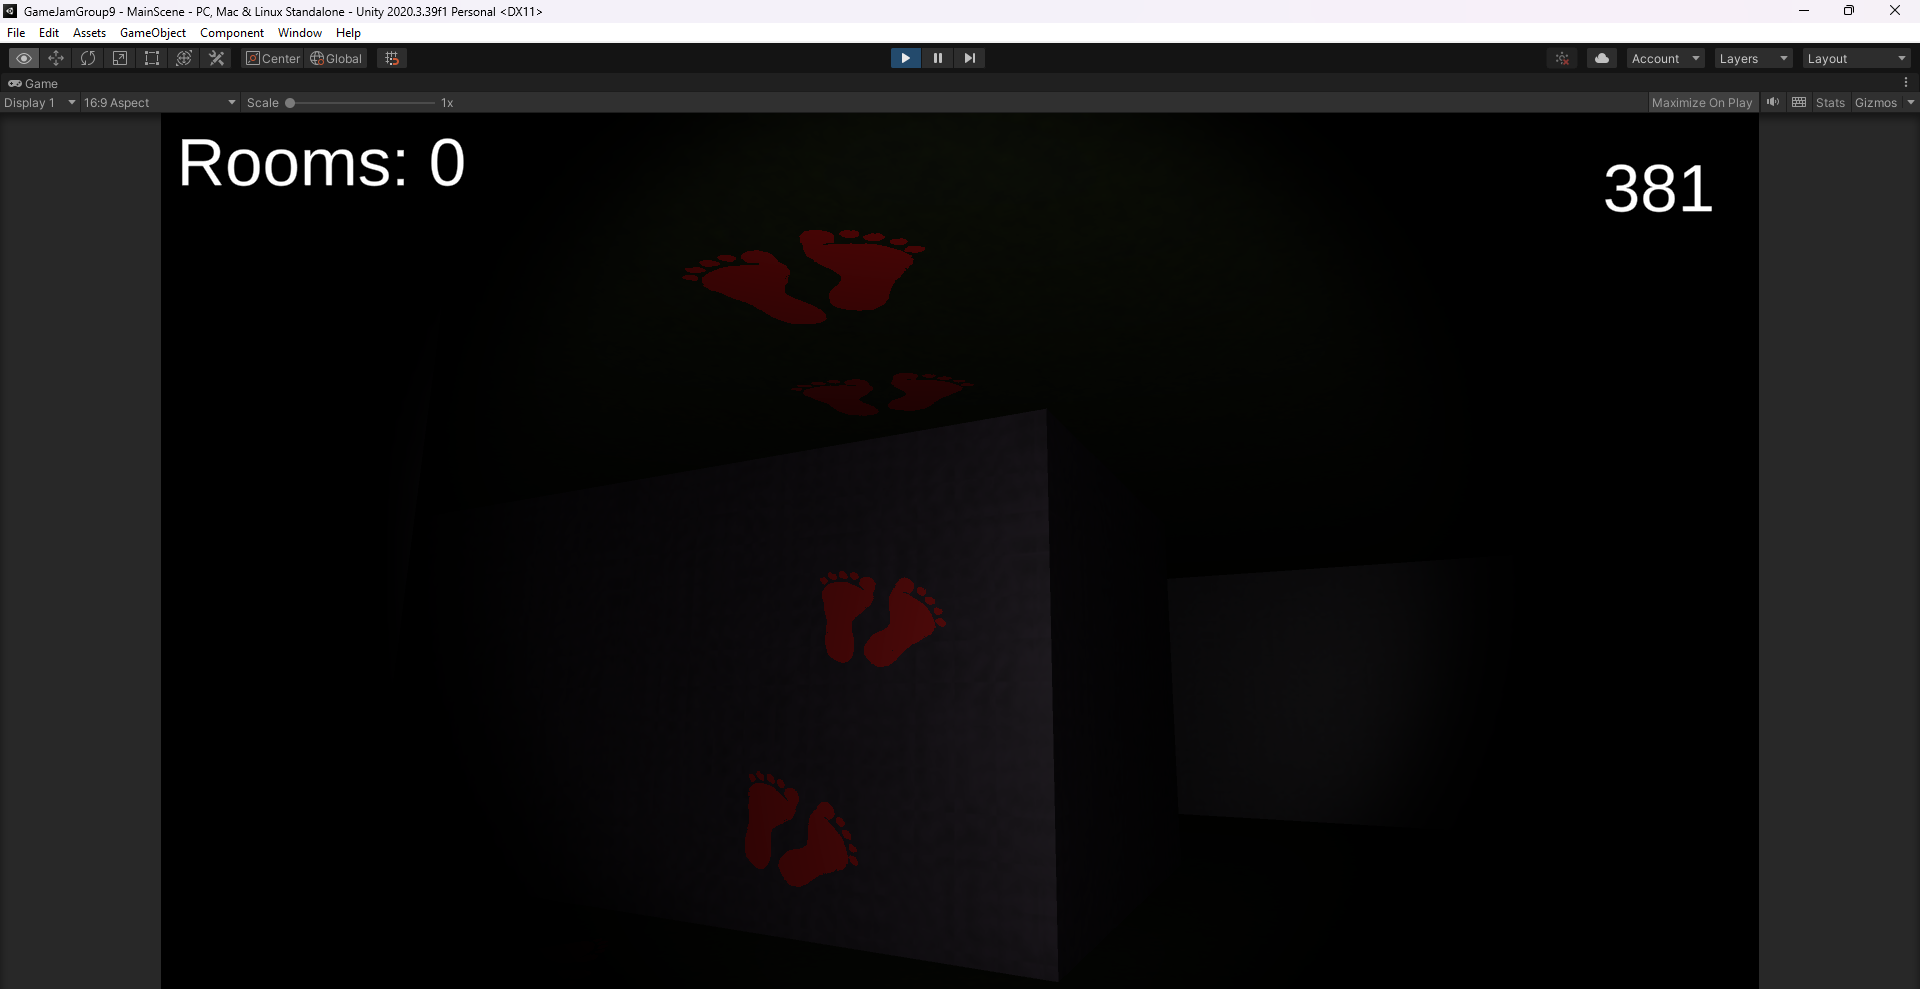 GameJamGroup9 - MainScene - PC, Mac & Linux Standalone - Unity 2020.3.39f1 Personal <DX11>
File Edit Assets GameObject Component Window Help
Center Global Account Layers Layout
Game
Display 1 16:9 Aspect Scale 1x Maximize On Play Stats Gizmos
Rooms: 0
381